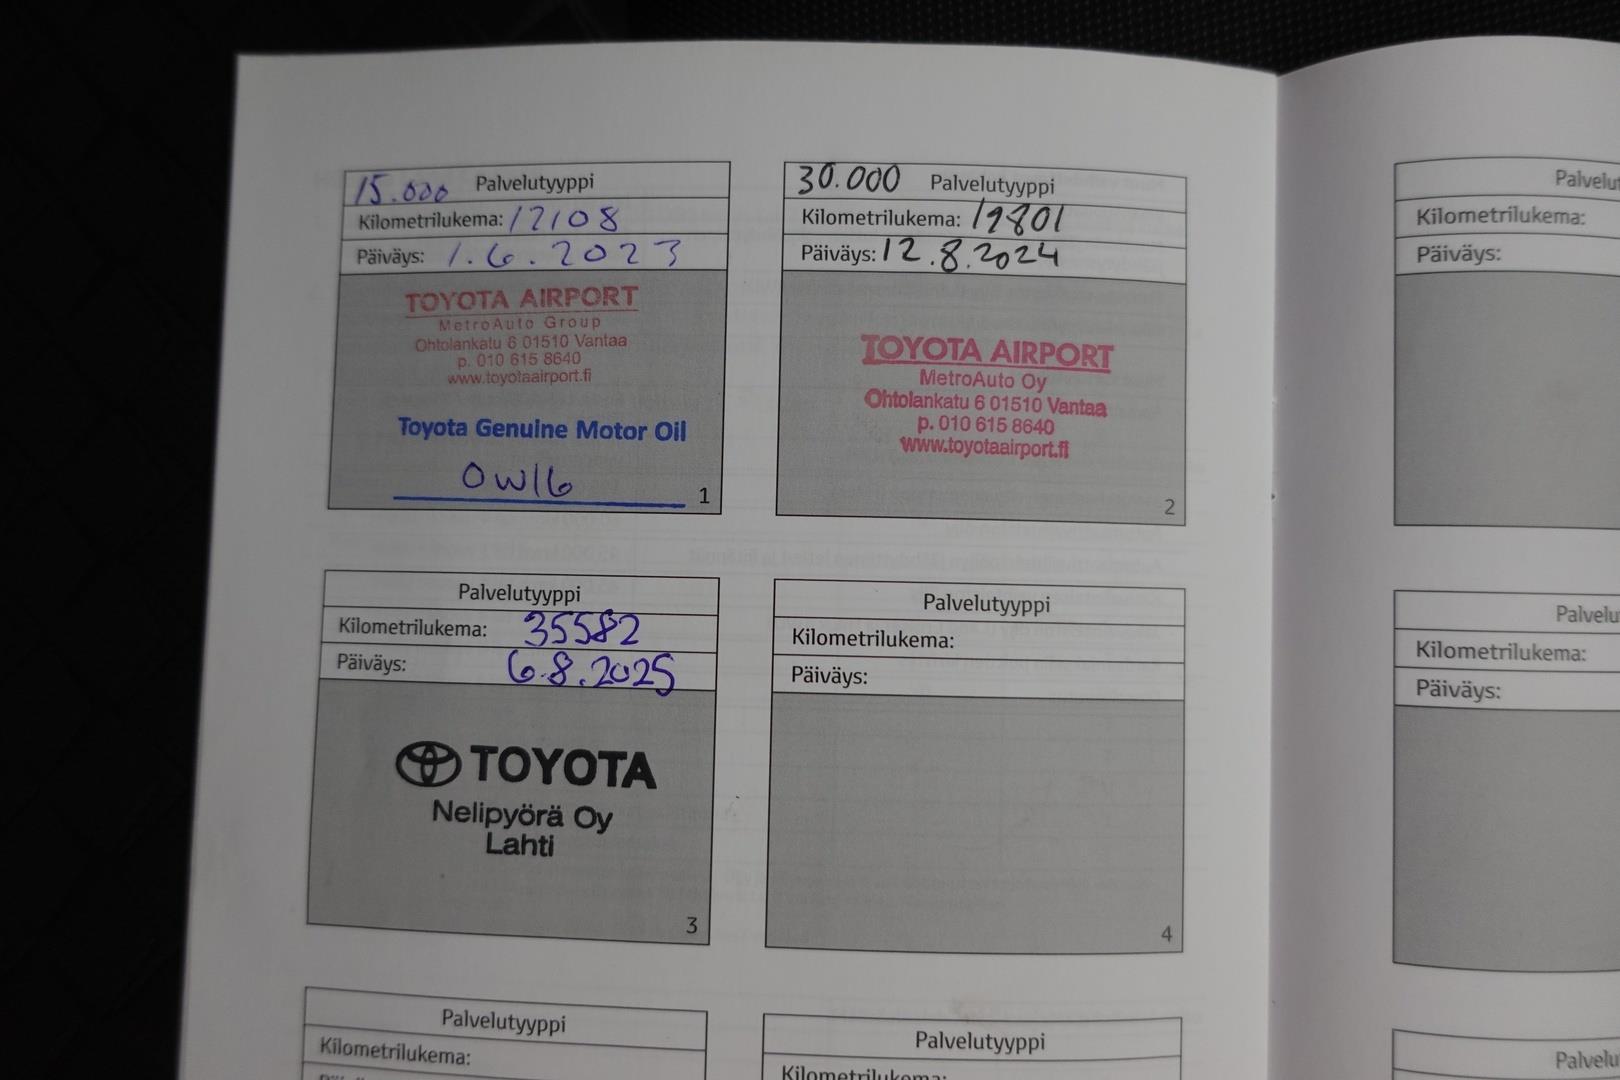 15.000 Palvelutyyppi
Kilometrilukema: 12108
Päiväys: 1.6.2023
TOYOTA AIRPORT
MetroAuto Group
Ohtolankatu 6 01510 Vantaa
p. 010 615 8640
www.toyotaairport.fi
Toyota Genuine Motor Oil
0W16
1
30.000 Palvelutyyppi
Kilometrilukema: 19801
Päiväys: 12.8.2024
TOYOTA AIRPORT
MetroAuto Oy
Ohtolankatu 6 01510 Vantaa
p. 010 615 8640
www.toyotaairport.fi
2
Palvelutyyppi
Kilometrilukema: 35582
Päiväys: 6.8.2025
TOYOTA
Nelipyörä Oy
Lahti
3
Palvelutyyppi
Kilometrilukema:
Päiväys:
4
Palvelutyyppi
Kilometrilukema:
Palvelutyyppi
Kilometrilukema:
Palvelu
Kilometrilukema:
Päiväys:
Palvelu
Kilometrilukema:
Päiväys:
Palvelu